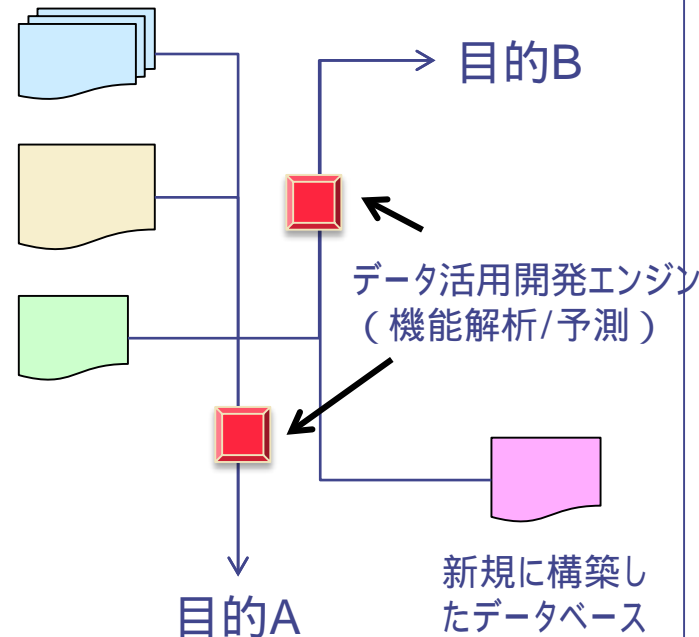 目的B
データ活用開発エンジン
（機能解析/予測）
新規に構築し
たデータベース
目的A